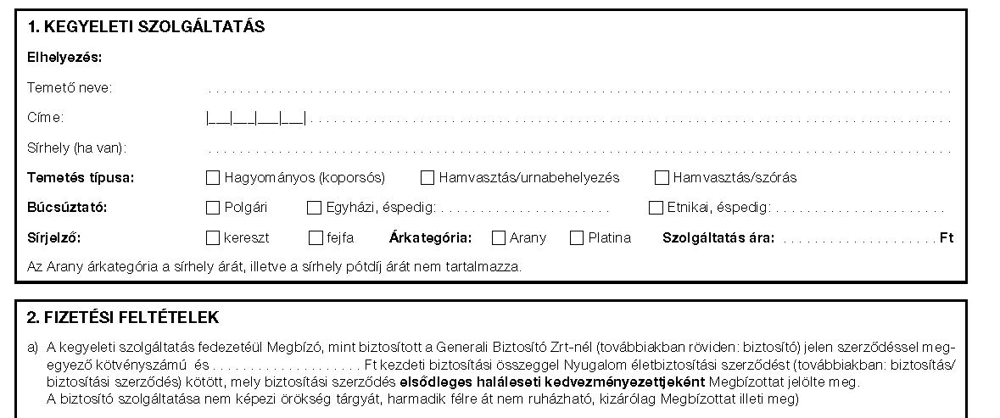 1. KEGYELETI SZOLGÁLTATÁS
Elhelyezés:
Temető neve: . . . . . . . . . . . . . . . . . . . . . . . . . . . . . . . . . . . . . . . .
Címe: |__|__|__|__| . . . . . . . . . . . . . . . . . . . . . . . . . . . . . . . . . .
Sírhely (ha van): . . . . . . . . . . . . . . . . . . . . . . . . . . . . . . . . . . . . . . . .
Temetés típusa: ☐ Hagyományos (koporsós) ☐ Hamvasztás/urnabehelyezés ☐ Hamvasztás/szórás
Búcsúztató: ☐ Polgári ☐ Egyházi, éspedig: . . . . . . . . . . . . . . . . . . . . . . ☐ Etnikai, éspedig: . . . . . . . . . . . . . . . . . . . . . .
Sírjelző: ☐ kereszt ☐ fejfa Árkategória: ☐ Arany ☐ Platina Szolgáltatás ára: . . . . . . . . . . . . . . . . . . . . Ft
Az Arany árkategória a sírhely árát, illetve a sírhely pótdíj árát nem tartalmazza.
2. FIZETÉSI FELTÉTELEK
a) A kegyeleti szolgáltatás fedezetéül Megbízó, mint biztosított a Generali Biztosító Zrt-nél (továbbiakban röviden: biztosító) jelen szerződéssel meg-
egyező kötvényszámú és . . . . . . . . . . . . . . . . . . . . Ft kezdeti biztosítási összeggel Nyugalom életbiztosítási szerződést (továbbiakban: biztosítás/
biztosítási szerződés) kötött, mely biztosítási szerződés elsődleges haláleseti kedvezményezettjeként Megbízottat jelölte meg.
A biztosító szolgáltatása nem képezi örökség tárgyát, harmadik félre át nem ruházható, kizárólag Megbízottat illeti meg)